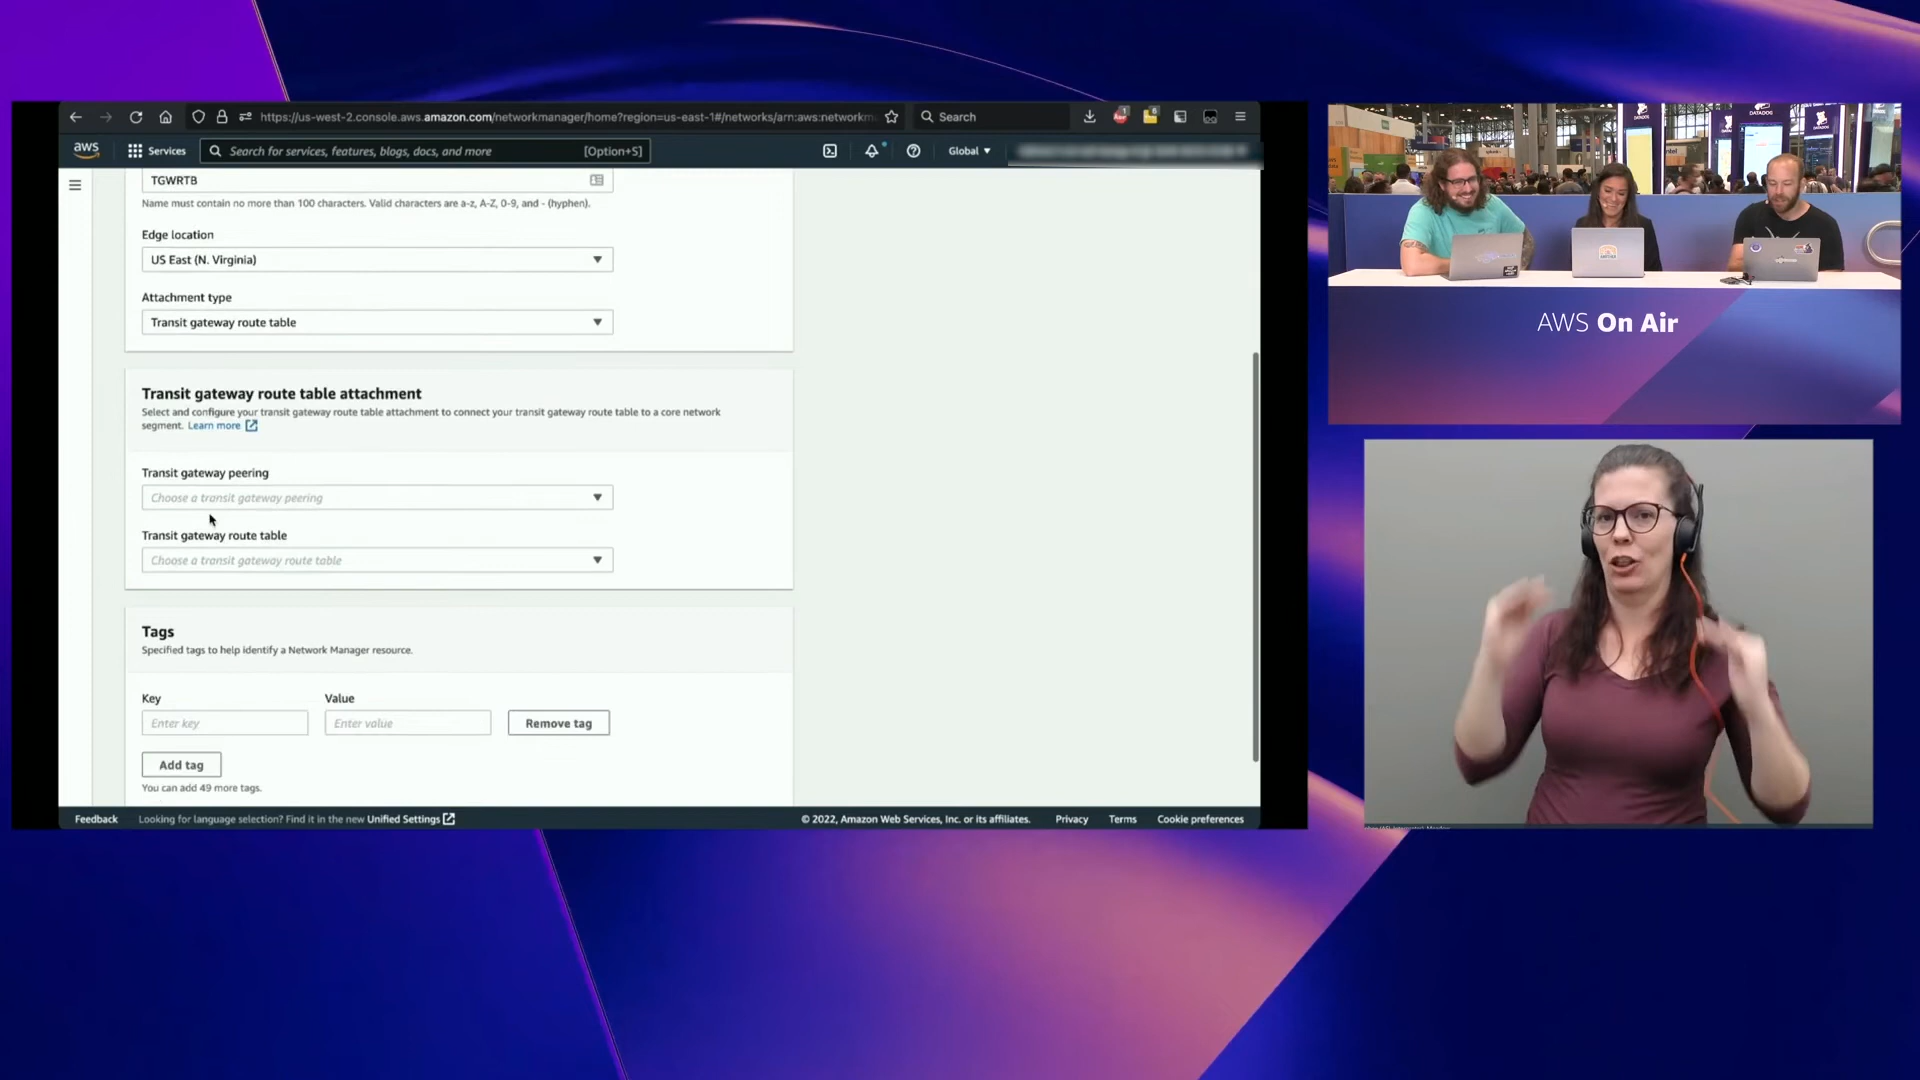 https://us-west-2.console.aws.amazon.com/networkmanager/home?region=us-east-1#/networks/arn:aws:networkm
Search
1
6
aws
Services
Search for services, features, blogs, docs, and more
[Option+S]
Global
TGWRTB
Name must contain no more than 100 characters. Valid characters are a-z, A-Z, 0-9, and - (hyphen).
Edge location
US East (N. Virginia)
Attachment type
Transit gateway route table
Transit gateway route table attachment
Select and configure your transit gateway route table attachment to connect your transit gateway route table to a core network
segment. Learn more
Transit gateway peering
Choose a transit gateway peering
Transit gateway route table
Choose a transit gateway route table
Tags
Specified tags to help identify a Network Manager resource.
Key
Value
Enter key
Enter value
Remove tag
Add tag
You can add 49 more tags.
Feedback
Looking for language selection? Find it in the new Unified Settings
© 2022, Amazon Web Services, Inc. or its affiliates.
Privacy
Terms
Cookie preferences
DATADOG
AWS On Air